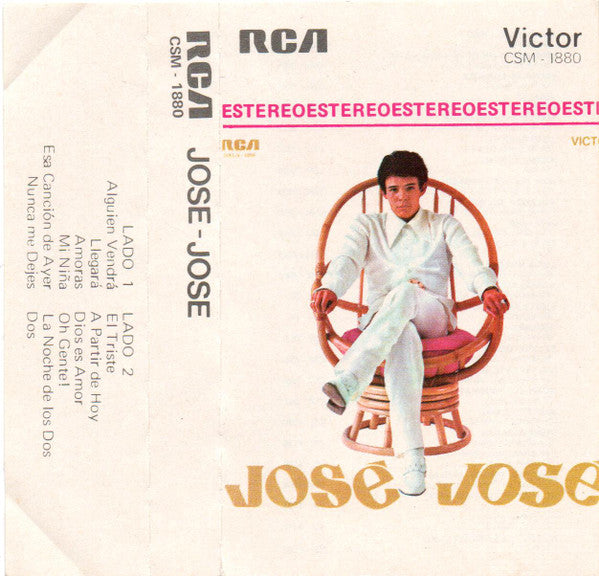 LADO 1
Alguien Vendrá
Llegará
Amoras
Mi Niña
Esa Canción de Ayer
Nunca me Dejes
LADO 2
El Triste
A Partir de Hoy
Dios es Amor
Oh Gente!
La Noche de los Dos
Dos
RCA JOSE-JOSE
CSM - 1880
RCA Victor
CSM - 1880
ESTEREOESTEREOESTEREOESTEREOESTE
RCA VICTO
JOSÉ JOSÉ